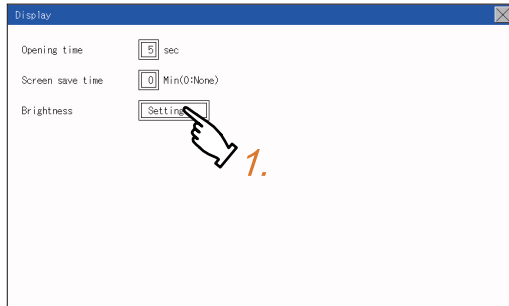 Display
Opening time 5 sec
Screen save time 0 Min(0:None)
Brightness Setting
1.